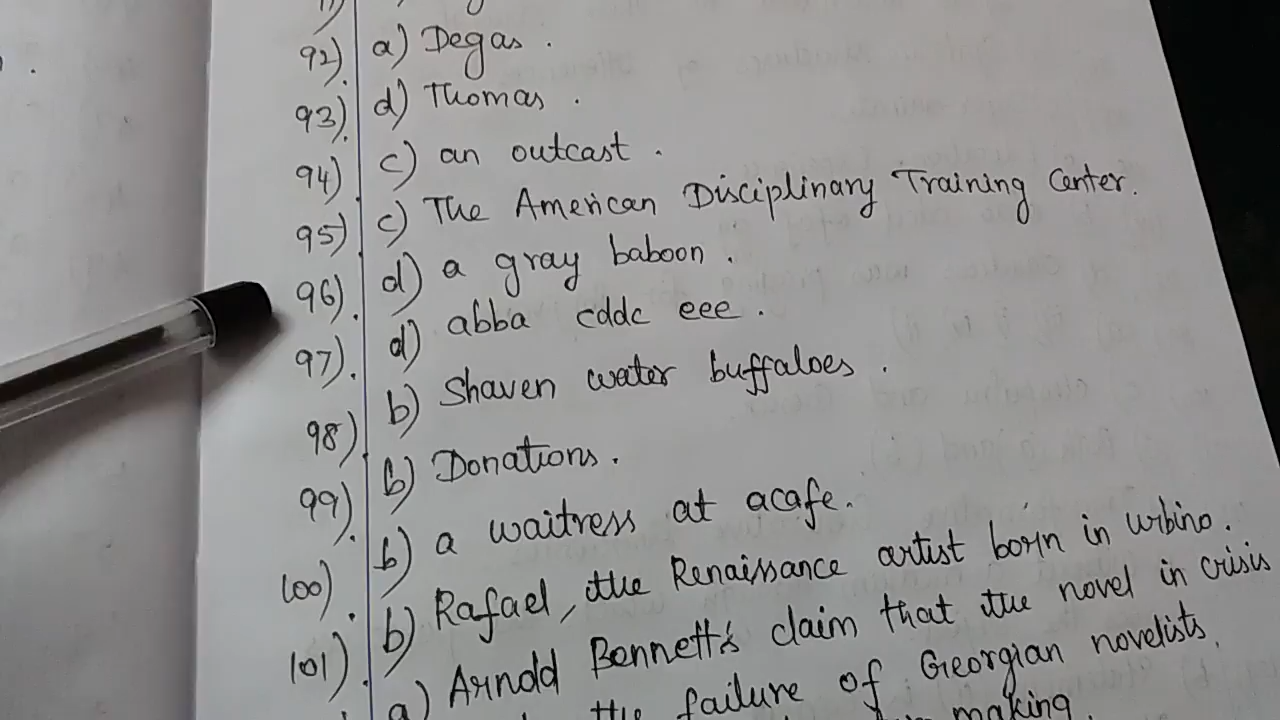 92). a) Degas.
93). d) Thomas.
94). c) an outcast.
95). c) The American Disciplinary Training Center.
96). d) a gray baboon.
97). d) abba cddc eee.
98). b) Shaven water buffaloes.
99). b) Donations.
100). b) a waitress at acafe.
101). b) Rafael, the Renaissance artist born in Urbino.
a) Arnold Bennett's claim that the novel in crisis
the failure of Georgian novelists,
making.